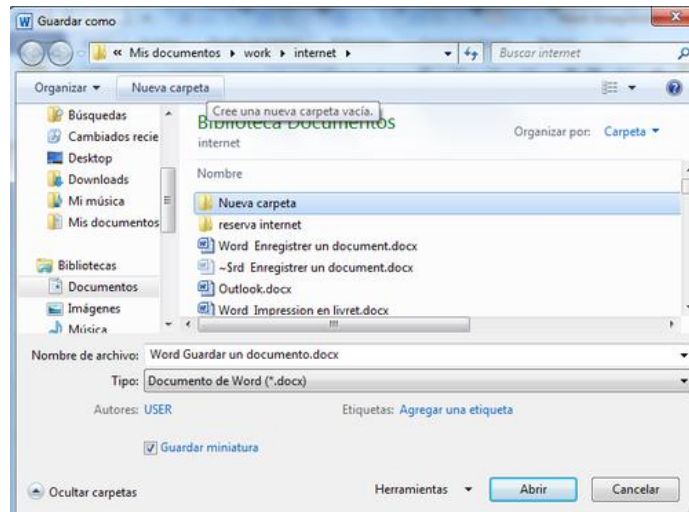 Guardar como
« Mis documentos ▸ work ▸ internet ▸
Buscar internet
Organizar
Nueva carpeta
Cree una nueva carpeta vacía.
Búsquedas
Cambiados recie
Desktop
Downloads
Mi música
Mis documentos
Bibliotecas
Documentos
Imágenes
Música
Biblioteca Documentos
internet
Organizar por: Carpeta
Nombre
Nueva carpeta
reserva internet
Word Enregistrer un document.docx
~$rd Enregistrer un document.docx
Outlook.docx
Word Impression en livret.docx
Nombre de archivo: Word Guardar un documento.docx
Tipo: Documento de Word (*.docx)
Autores: USER
Etiquetas: Agregar una etiqueta
Guardar miniatura
Ocultar carpetas
Herramientas
Abrir
Cancelar